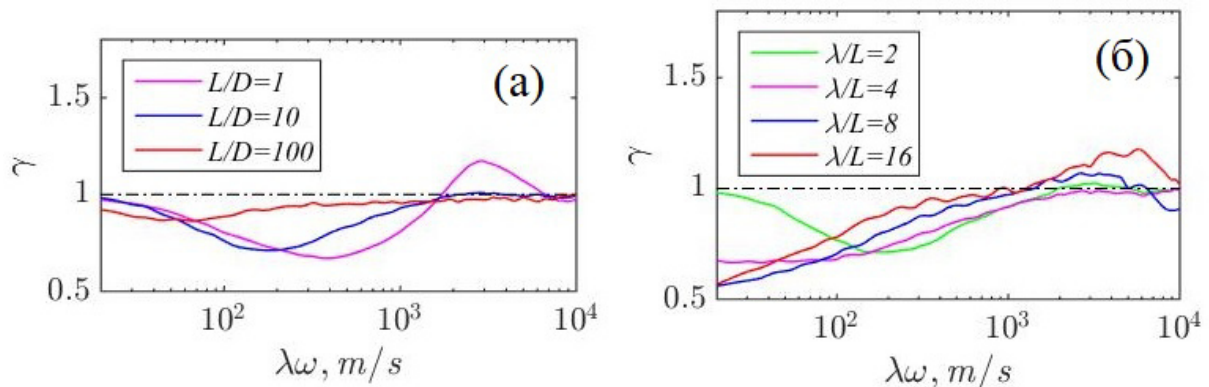 (а)
L/D=1
L/D=10
L/D=100
1.5
1
0.5
γ
10² 10³ 10⁴
λω, m/s
(б)
λ/L=2
λ/L=4
λ/L=8
λ/L=16
1.5
1
0.5
γ
10² 10³ 10⁴
λω, m/s